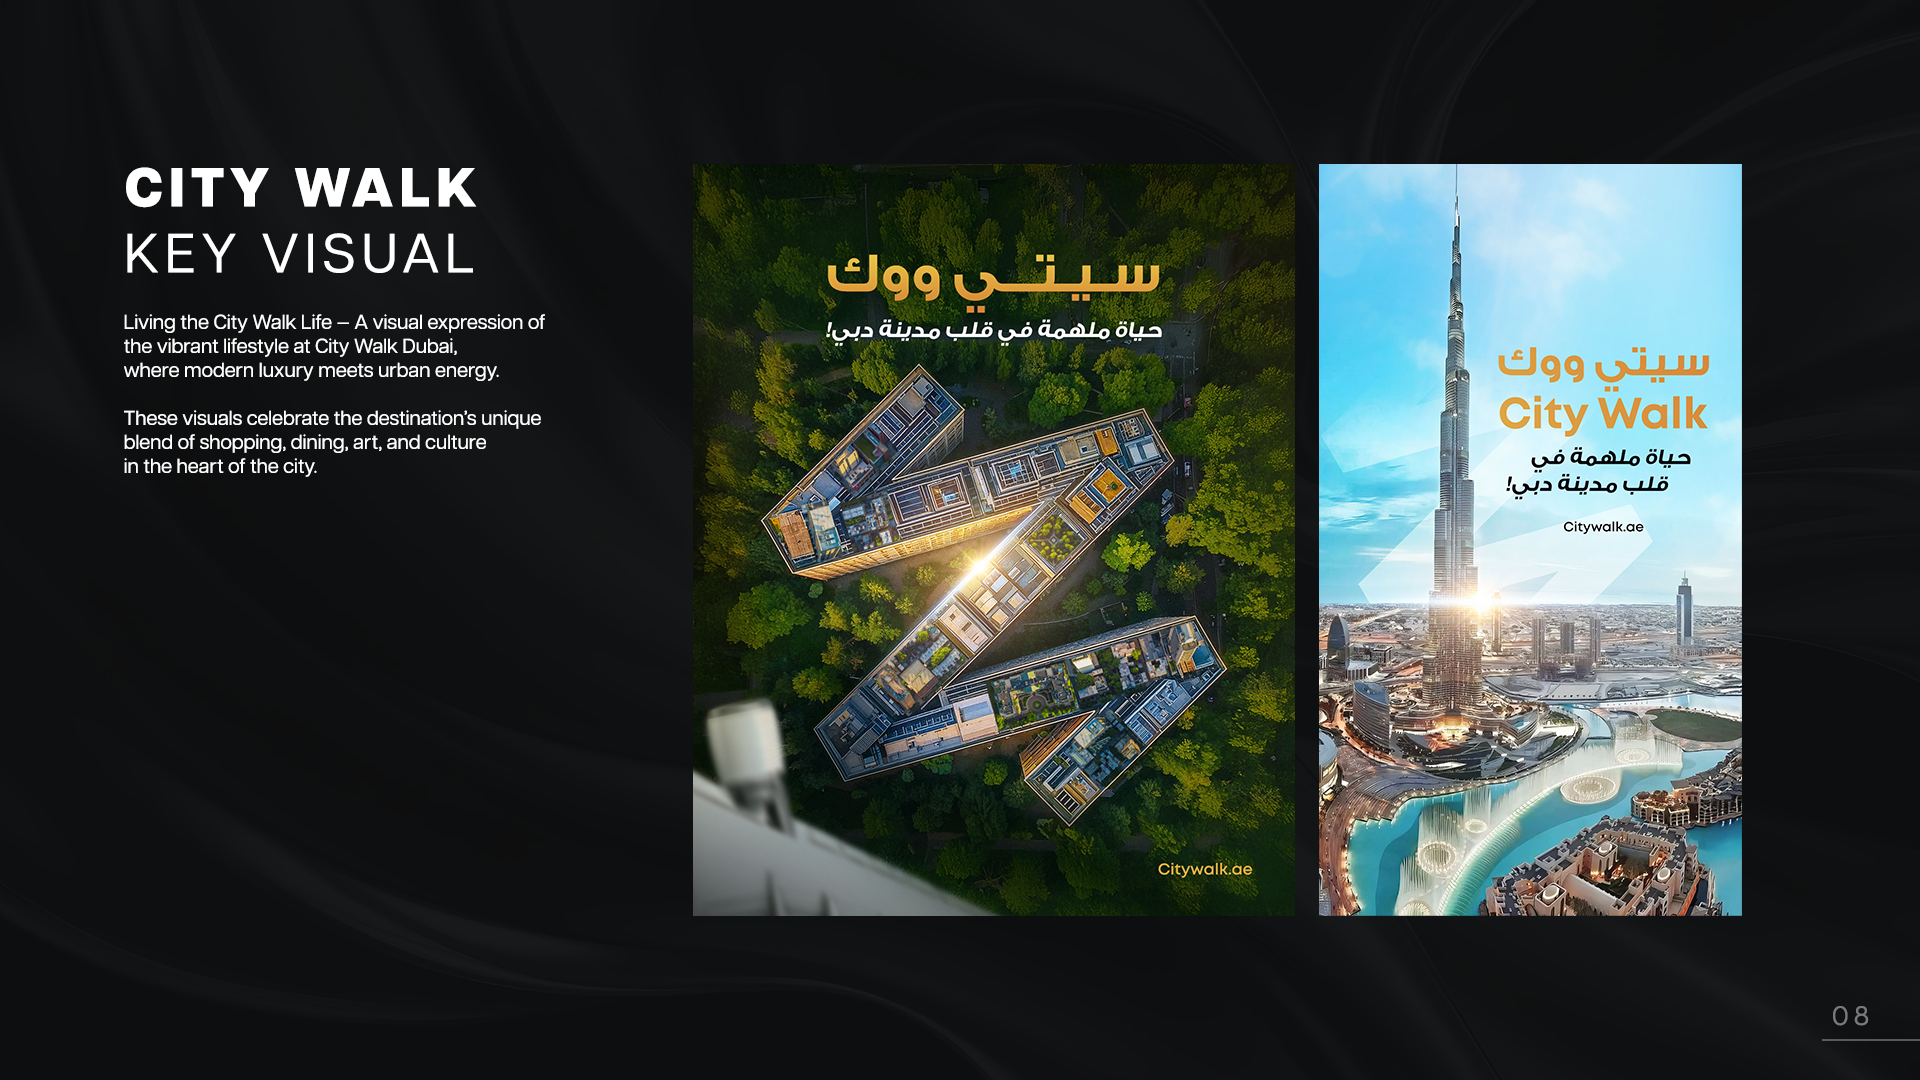 CITY WALK
KEY VISUAL
Living the City Walk Life – A visual expression of
the vibrant lifestyle at City Walk Dubai,
where modern luxury meets urban energy.
These visuals celebrate the destination's unique
blend of shopping, dining, art, and culture
in the heart of the city.
سيتي ووك
حياة ملهمة في قلب مدينة دبي!
Citywalk.ae
سيتي ووك
City Walk
حياة ملهمة في
قلب مدينة دبي!
Citywalk.ae
08